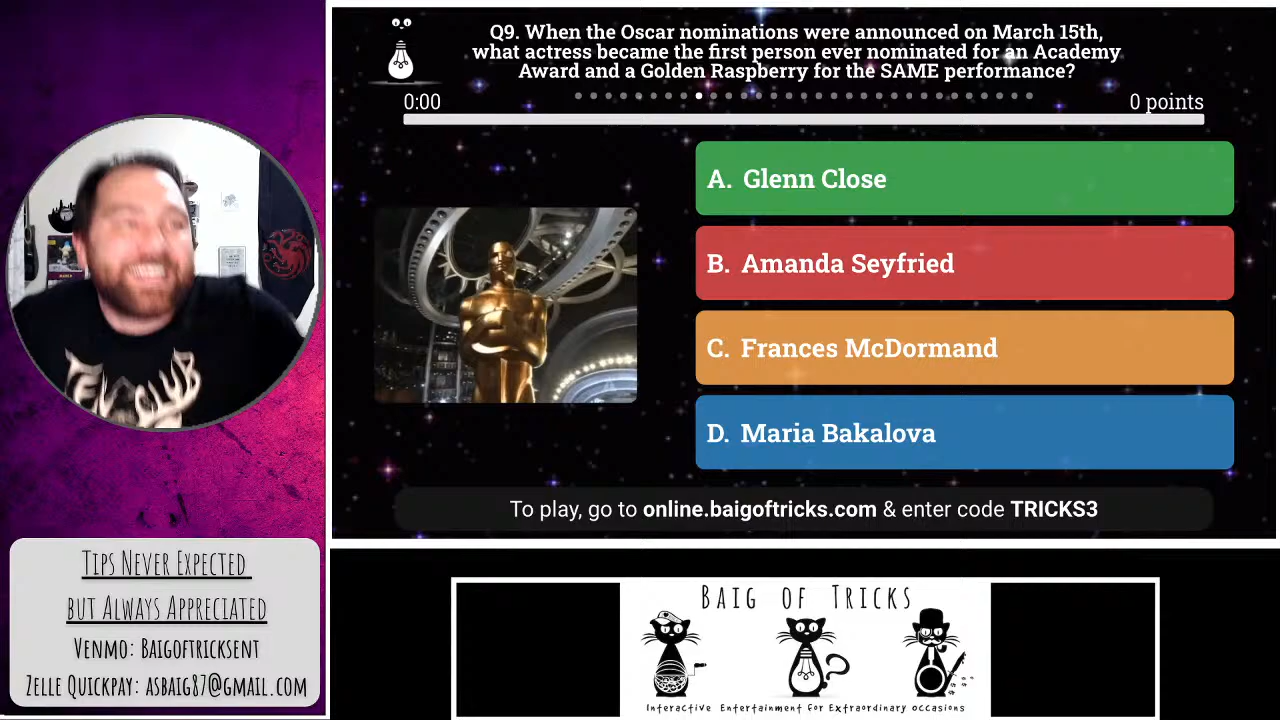 Q9. When the Oscar nominations were announced on March 15th,
what actress became the first person ever nominated for an Academy
Award and a Golden Raspberry for the SAME performance?
0:00
0 points
A. Glenn Close
B. Amanda Seyfried
C. Frances McDormand
D. Maria Bakalova
To play, go to online.baigoftricks.com & enter code TRICKS3
Tips Never Expected
but Always Appreciated
Venmo: Baigoftricksent
Zelle Quickpay: asbaig87@gmail.com
Baig of Tricks
Interactive Entertainment for Extraordinary occasions